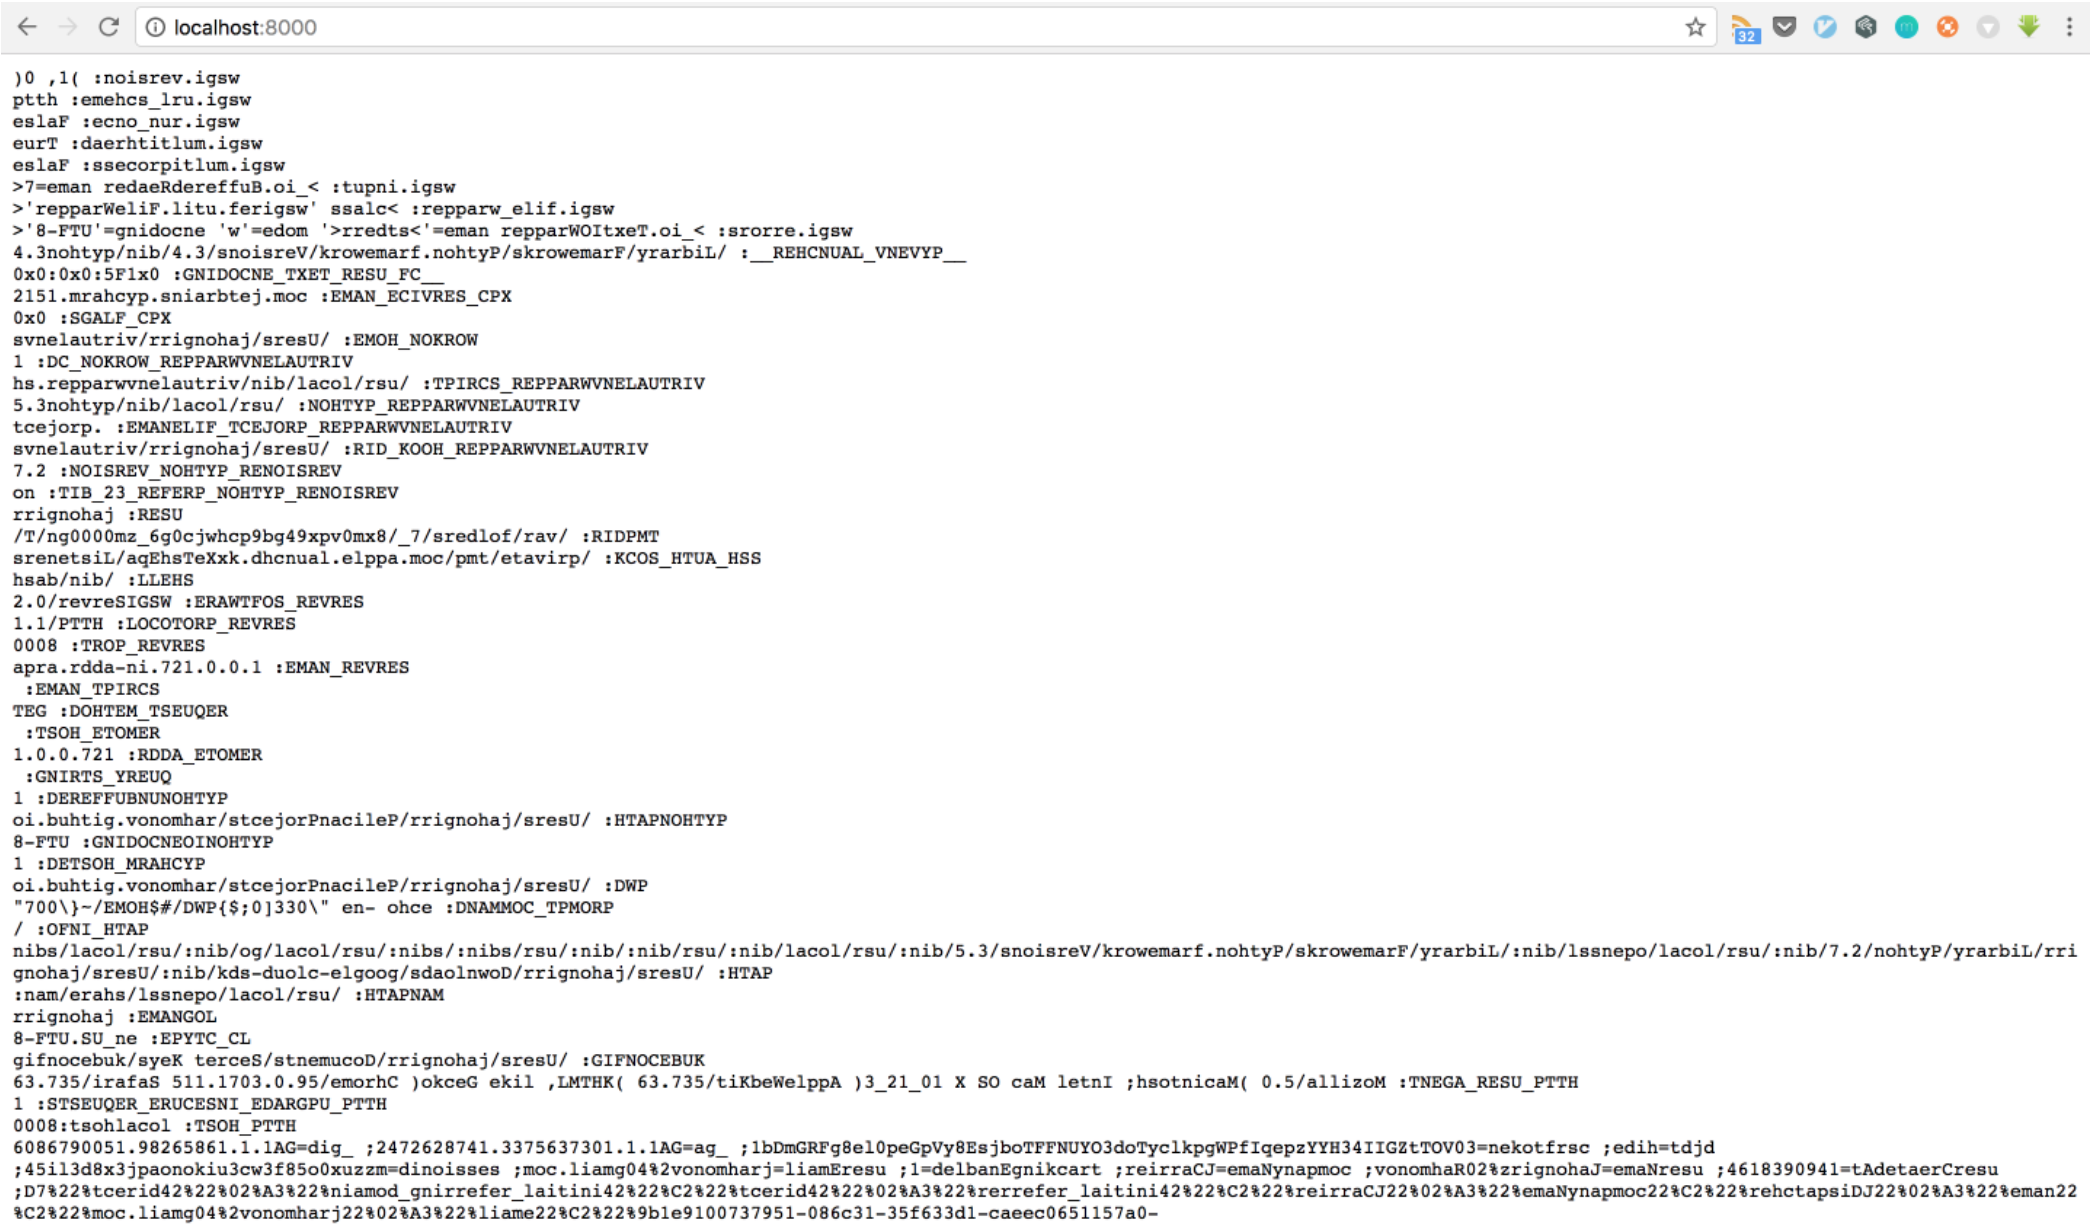 localhost:8000
32
)0 ,1( :noisrev.igsw
ptth :emehcs_lru.igsw
eslaF :ecno_nur.igsw
eurT :daerhtitlum.igsw
eslaF :ssecorpitlum.igsw
>7=eman redaeRdereffuB.oi_< :tupni.igsw
>'repparWeliF.litu.ferigsw' ssalc< :repparw_elif.igsw
>'8-FTU'=gnidocne 'w'=edom '>rredts<'=eman repparWOItxeT.oi_< :srorre.igsw
4.3nohtyp/nib/4.3/snoisreV/krowemarf.nohtyP/skrowemarF/yrarbiL/ :__REHCNUAL_VNEVYP__
0x0:0x0:5F1x0 :GNIDOCNE_TXET_RESU_FC__
2151.mrahcyp.sniarbtej.moc :EMAN_ECIVRES_CPX
0x0 :SGALF_CPX
svnelautriv/rrignohaj/sresU/ :EMOH_NOKROW
1 :DC_NOKROW_REPPARWVNELAUTRIV
hs.repparwvnelautriv/nib/lacol/rsu/ :TPIRCS_REPPARWVNELAUTRIV
5.3nohtyp/nib/lacol/rsu/ :NOHTYP_REPPARWVNELAUTRIV
tcejorp. :EMANELIF_TCEJORP_REPPARWVNELAUTRIV
svnelautriv/rrignohaj/sresU/ :RID_KOOH_REPPARWVNELAUTRIV
7.2 :NOISREV_NOHTYP_RENOISREV
on :TIB_23_REFERP_NOHTYP_RENOISREV
rrignohaj :RESU
/T/ng0000mz_6g0cjwhcp9bg49xpv0mx8/_7/sredlof/rav/ :RIDPMT
srenetsiL/aqEhsTeXxk.dhcnual.elppa.moc/pmt/etavirp/ :KCOS_HTUA_HSS
hsab/nib/ :LLEHS
2.0/revreSIGSW :ERAWTFOS_REVRES
1.1/PTTH :LOCOTORP_REVRES
0008 :TROP_REVRES
apra.rdda-ni.721.0.0.1 :EMAN_REVRES
:EMAN_TPIRCS
TEG :DOHTEM_TSEUQER
:TSOH_ETOMER
1.0.0.721 :RDDA_ETOMER
:GNIRTS_YREUQ
1 :DEREFFUBNUNOHTYP
oi.buhtig.vonomhar/stcejorPnacileP/rrignohaj/sresU/ :HTAPNOHTYP
8-FTU :GNIDOCNEOINOHTYP
1 :DETSOH_MRAHCYP
oi.buhtig.vonomhar/stcejorPnacileP/rrignohaj/sresU/ :DWP
"700\}~/EMOH$#/DWP{$;0]330\" en- ohce :DNAMMOC_TPMORP
/ :OFNI_HTAP
nibs/lacol/rsu/:nib/og/lacol/rsu/:nibs/:nibs/rsu/:nib/:nib/rsu/:nib/lacol/rsu/:nib/5.3/snoisreV/krowemarf.nohtyP/skrowemarF/yrarbiL/:nib/lssnepo/lacol/rsu/:nib/7.2/nohtyP/yrarbiL/rri
gnohaj/sresU/:nib/kds-duolc-elgoog/sdaolnwoD/rrignohaj/sresU/ :HTAP
:nam/erahs/lssnepo/lacol/rsu/ :HTAPNAM
rrignohaj :EMANGOL
8-FTU.SU_ne :EPYTC_CL
gifnocebuk/syeK terceS/stnemucoD/rrignohaj/sresU/ :GIFNOCEBUK
63.735/irafaS 511.1703.0.95/emorhC )okceG ekil ,LMTHK( 63.735/tiKbeWelppA )3_21_01 X SO caM letnI ;hsotnicaM( 0.5/allizoM :TNEGA_RESU_PTTH
1 :STSEUQER_ERUCESNI_EDARGPU_PTTH
0008:tsohlacol :TSOH_PTTH
6086790051.98265861.1.1AG=dig_ ;2472628741.3375637301.1.1AG=ag_ ;1bDmGRFg8el0peGpVy8EsjboTFFNUYO3doTyclkpgWPfIqepzYYH34IIGZtTOV03=nekotfrsc ;edih=tdjd
;45il3d8x3jpaonokiu3cw3f85o0xuzzm=dinoisses ;moc.liamg04%2vonomharj=liamEresu ;1=delbanEgnikcart ;reirraCJ=emaNynapmoc ;vonomhaR02%zrignohaJ=emaNresu ;4618390941=tAdetaerCresu
;D7%22%tcerid42%22%02%A3%22%niamod_gnirrefer_laitini42%22%C2%22%tcerid42%22%02%A3%22%rerrefer_laitini42%22%C2%22%reirraCJ22%02%A3%22%emaNynapmoc22%C2%22%rehctapsiDJ22%02%A3%22%eman22
%C2%22%moc.liamg04%2vonomharj22%02%A3%22%liame22%C2%22%9b1e9100737951-086c31-35f633d1-caeec0651157a0-